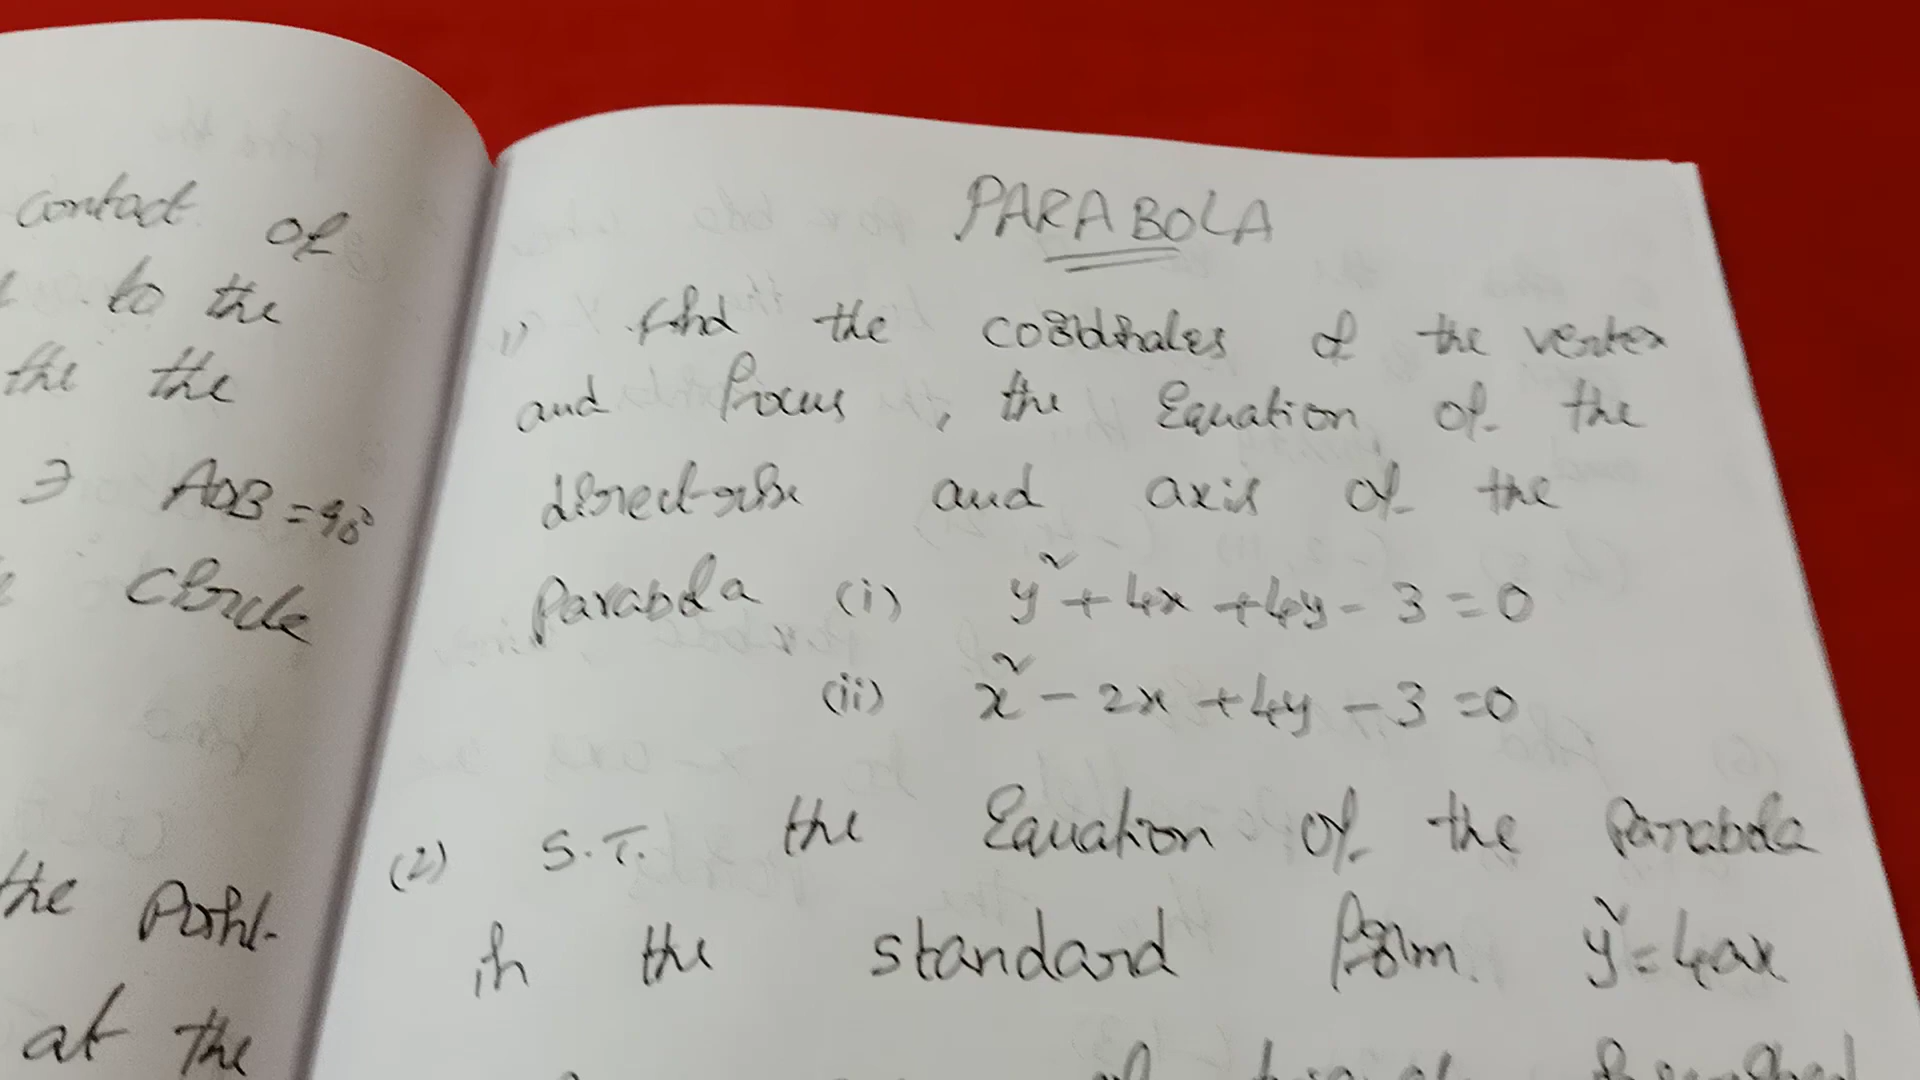 contact of
to the
the the
∋ AOB = 90°
Circle
the Point
at the
PARABOLA
1) Find the coordinates of the vertex
and focus, the Equation of the
directrix and axis of the
parabola (i) y² + 4x + 4y - 3 = 0
(ii) x² - 2x + 4y - 3 = 0
(2) S.T. the Equation of the Parabola
in the standard form y² = 4ax
of